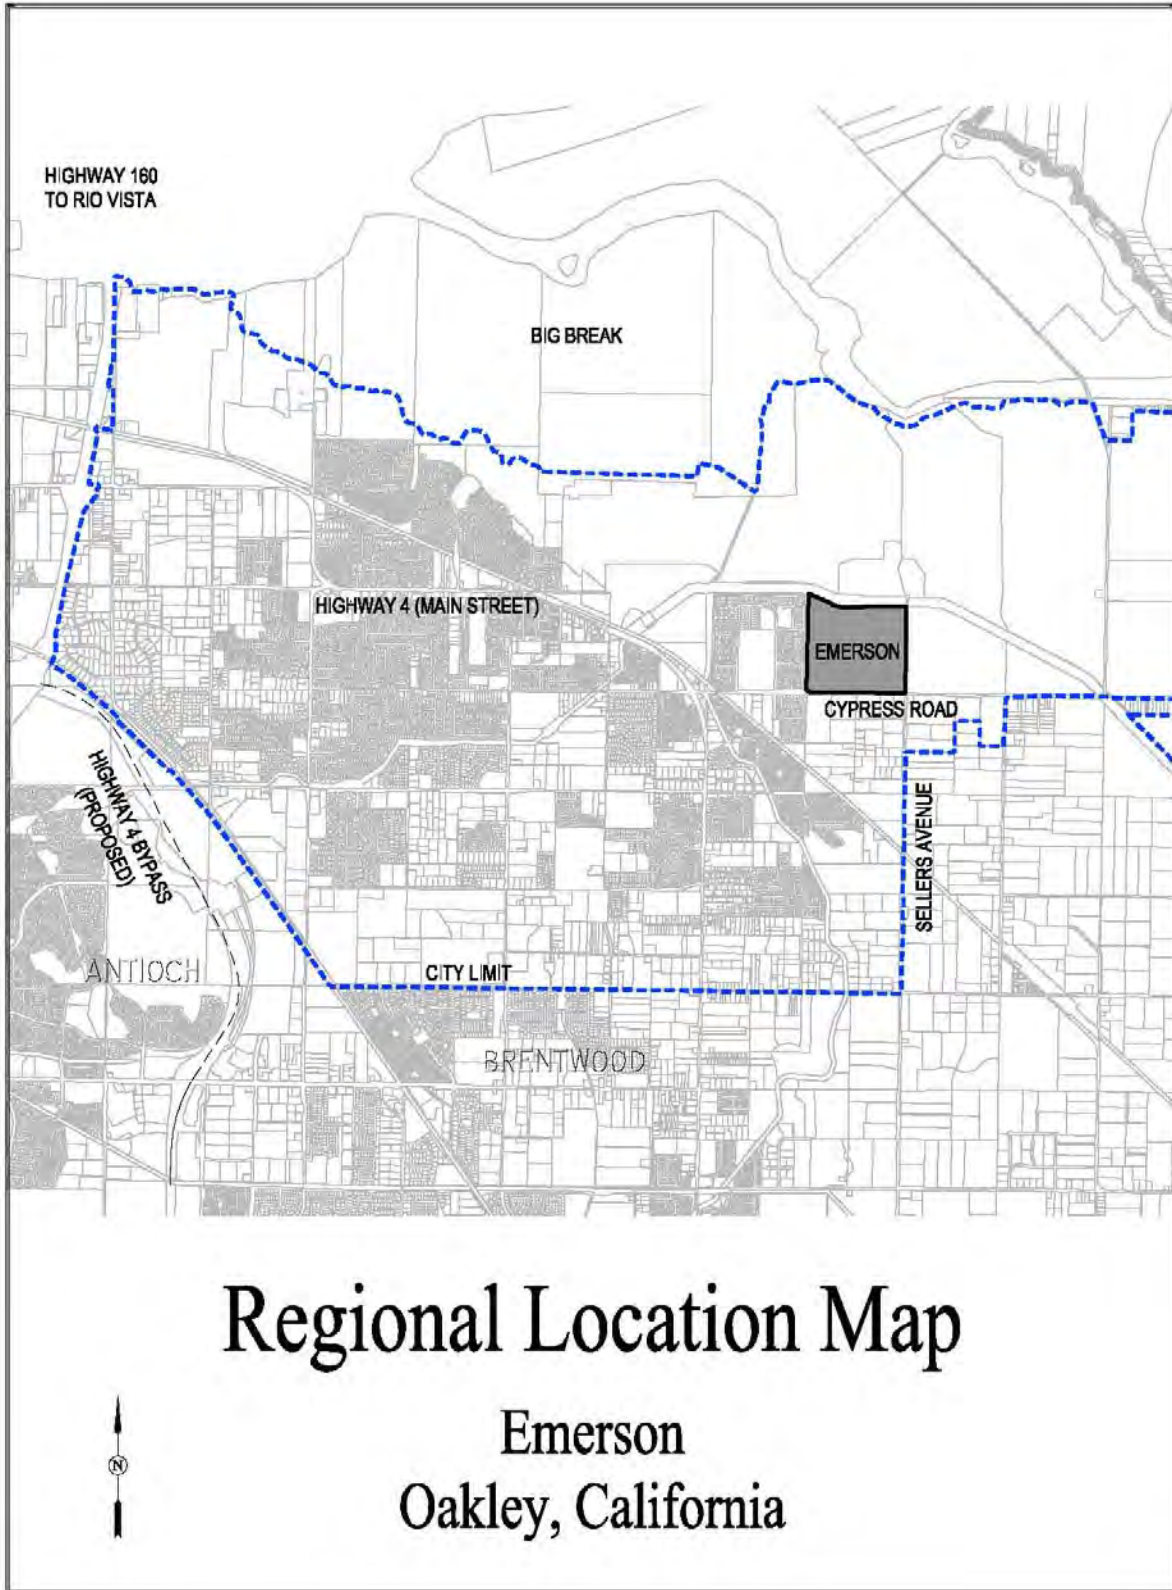 HIGHWAY 160
TO RIO VISTA
BIG BREAK
HIGHWAY 4 (MAIN STREET)
EMERSON
CYPRESS ROAD
HIGHWAY 4 BYPASS
(PROPOSED)
SELLERS AVENUE
ANTIOCH
CITY LIMIT
BRENTWOOD
Regional Location Map
Emerson
N
Oakley, California